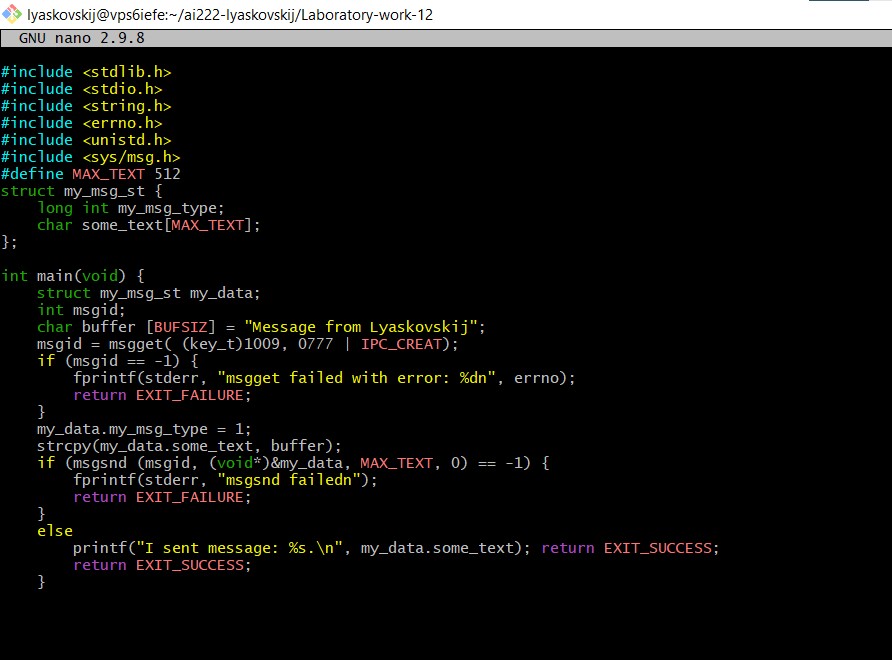 lyaskovskij@vps6iefe:~/ai222-lyaskovskij/Laboratory-work-12
GNU nano 2.9.8
#include <stdlib.h>
#include <stdio.h>
#include <string.h>
#include <errno.h>
#include <unistd.h>
#include <sys/msg.h>
#define MAX_TEXT 512
struct my_msg_st {
    long int my_msg_type;
    char some_text[MAX_TEXT];
};
int main(void) {
    struct my_msg_st my_data;
    int msgid;
    char buffer [BUFSIZ] = "Message from Lyaskovskij";
    msgid = msgget( (key_t)1009, 0777 | IPC_CREAT);
    if (msgid == -1) {
        fprintf(stderr, "msgget failed with error: %dn", errno);
        return EXIT_FAILURE;
    }
    my_data.my_msg_type = 1;
    strcpy(my_data.some_text, buffer);
    if (msgsnd (msgid, (void*)&my_data, MAX_TEXT, 0) == -1) {
        fprintf(stderr, "msgsnd failedn");
        return EXIT_FAILURE;
    }
    else
        printf("I sent message: %s.\n", my_data.some_text); return EXIT_SUCCESS;
        return EXIT_SUCCESS;
    }